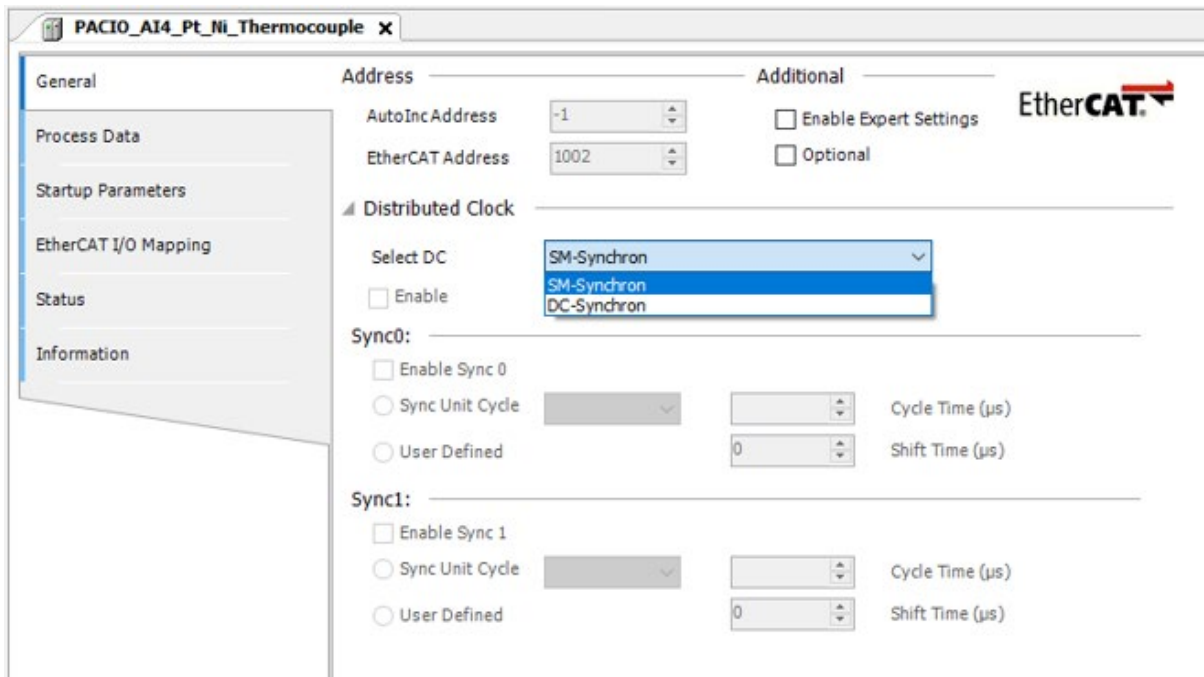 PACIO_AI4_Pt_Ni_Thermocouple X
General
Process Data
Startup Parameters
EtherCAT I/O Mapping
Status
Information
Address
AutoInc Address -1
EtherCAT Address 1002
Additional
Enable Expert Settings
Optional
EtherCAT.
Distributed Clock
Select DC SM-Synchron
SM-Synchron
DC-Synchron
Enable
Sync0:
Enable Sync 0
Sync Unit Cycle Cycle Time (µs)
User Defined 0 Shift Time (µs)
Sync1:
Enable Sync 1
Sync Unit Cycle Cycle Time (µs)
User Defined 0 Shift Time (µs)